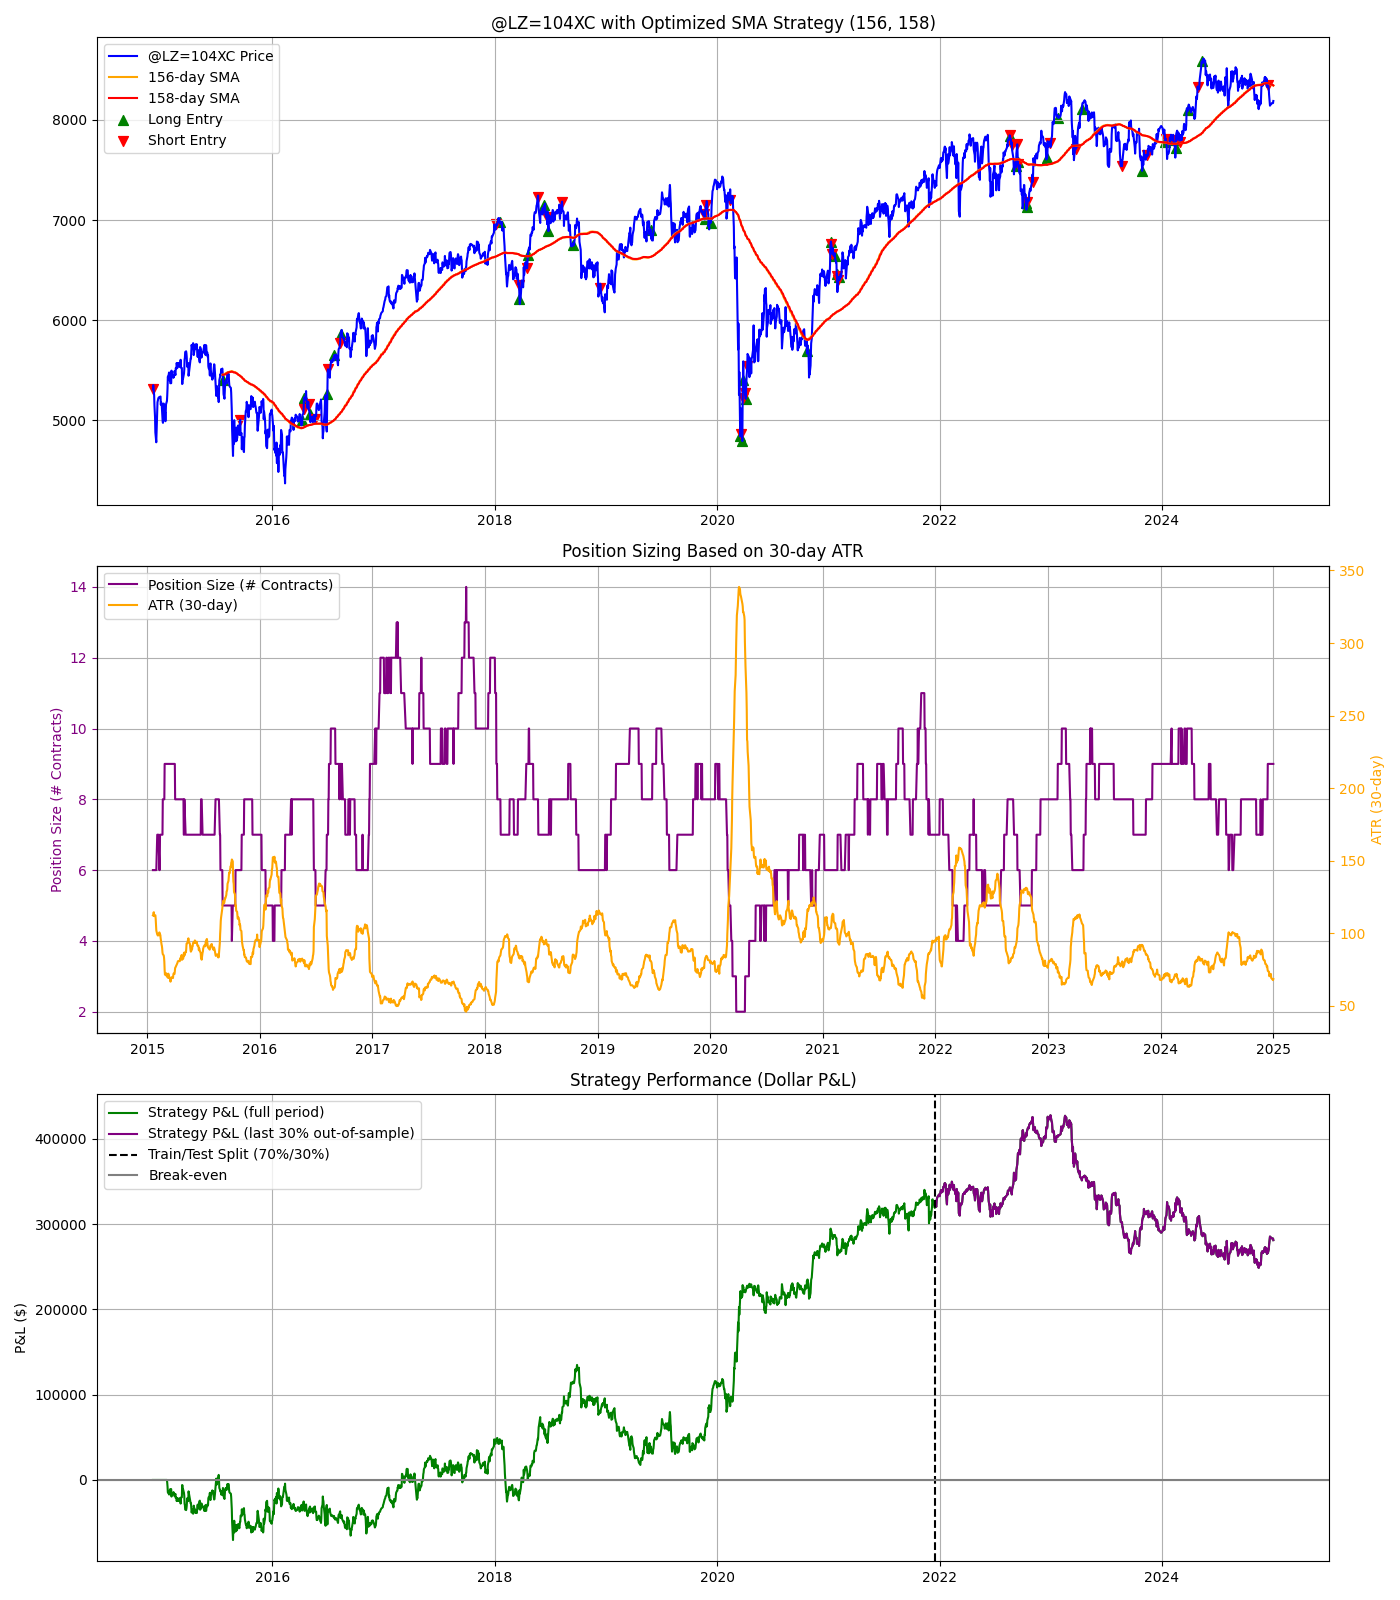 @LZ=104XC with Optimized SMA Strategy (156, 158)
@LZ=104XC Price
156-day SMA
158-day SMA
Long Entry
Short Entry
8000
7000
6000
5000
2016 2018 2020 2022 2024
Position Sizing Based on 30-day ATR
Position Size (# Contracts)
ATR (30-day)
Position Size (# Contracts)
14
12
10
8
6
4
2
350
300
250
200
150
100
50
ATR (30-day)
2015 2016 2017 2018 2019 2020 2021 2022 2023 2024 2025
Strategy Performance (Dollar P&L)
Strategy P&L (full period)
Strategy P&L (last 30% out-of-sample)
Train/Test Split (70%/30%)
Break-even
P&L ($)
400000
300000
200000
100000
0
2016 2018 2020 2022 2024